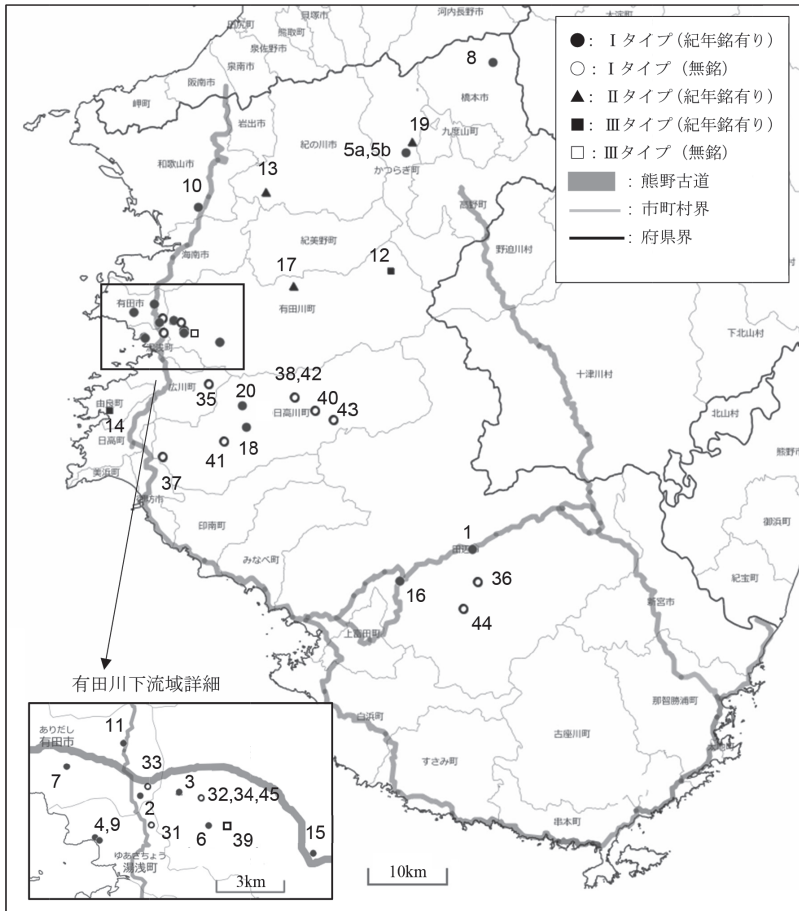 河内長野市
貝塚市
熊取町
泉佐野市
泉南市
阪南市
岬町
岩出市
和歌山市
紀の川市
橋本市
九度山町
かつらぎ町
高野町
野迫川村
紀美野町
海南市
有田市
有田川町
広川町
由良町
日高町
美浜町
日高川町
印南町
みなべ町
十津川村
下北山村
北山村
熊野市
御浜町
紀宝町
新宮市
上富田町
白浜町
すさみ町
古座川町
那智勝浦町
串本町
8
19
5a,5b
13
10
12
17
38,42
40
43
35
20
18
41
37
14
1
16
36
44
●:Ⅰタイプ(紀年銘有り)
○:Ⅰタイプ(無銘)
▲:Ⅱタイプ(紀年銘有り)
■:Ⅲタイプ(紀年銘有り)
□:Ⅲタイプ(無銘)
:熊野古道
:市町村界
:府県界
有田川下流域詳細
ありだし
有田市
11
7
33
3
2
32,34,45
4,9
31
6
39
15
ゆあさちょう
湯浅町
3km
10km